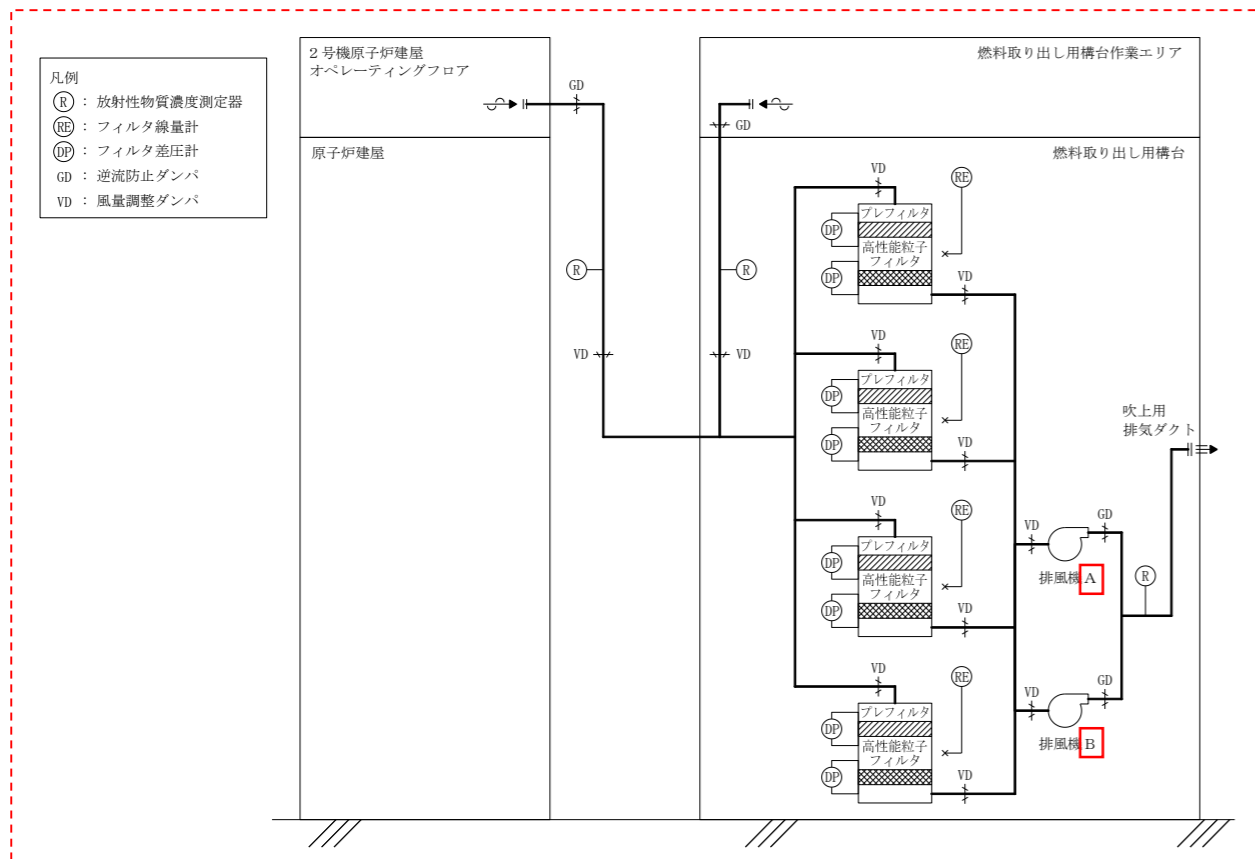 凡例
R : 放射性物質濃度測定器
RE : フィルタ線量計
DP : フィルタ差圧計
GD : 逆流防止ダンパ
VD : 風量調整ダンパ
2号機原子炉建屋
オペレーティングフロア
GD
原子炉建屋
R
VD
燃料取り出し用構台作業エリア
GD
燃料取り出し用構台
R
VD
VD
RE
プレフィルタ
DP
高性能粒子
フィルタ
DP
VD
VD
RE
プレフィルタ
DP
高性能粒子
フィルタ
DP
VD
VD
RE
プレフィルタ
DP
高性能粒子
フィルタ
DP
VD
VD
RE
プレフィルタ
DP
高性能粒子
フィルタ
DP
VD
VD
GD
排風機A
VD
GD
排風機B
R
吹上用
排気ダクト